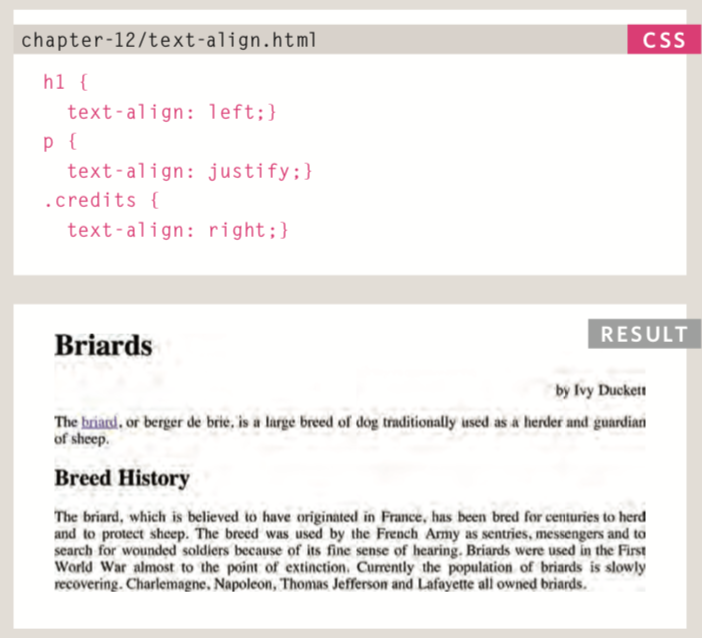 chapter-12/text-align.html
CSS
h1 {
text-align: left;}
p {
text-align: justify;}
.credits {
text-align: right;}
RESULT
Briards
by Ivy Duckett
The briard, or berger de brie, is a large breed of dog traditionally used as a herder and guardian
of sheep.
Breed History
The briard, which is believed to have originated in France, has been bred for centuries to herd
and to protect sheep. The breed was used by the French Army as sentries, messengers and to
search for wounded soldiers because of its fine sense of hearing. Briards were used in the First
World War almost to the point of extinction. Currently the population of briards is slowly
recovering. Charlemagne, Napoleon, Thomas Jefferson and Lafayette all owned briards.